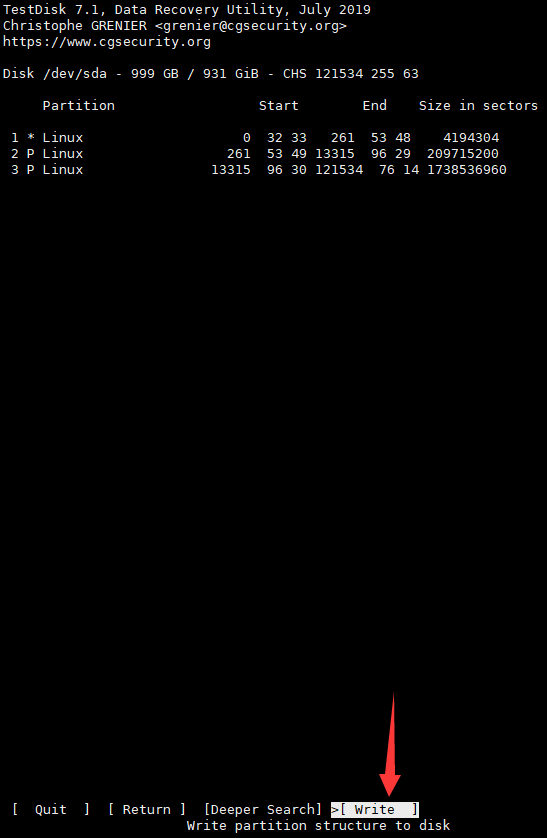 TestDisk 7.1, Data Recovery Utility, July 2019
Christophe GRENIER <grenier@cgsecurity.org>
https://www.cgsecurity.org
Disk /dev/sda - 999 GB / 931 GiB - CHS 121534 255 63
     Partition                  Start        End    Size in sectors
 1 * Linux                    0  32 33   261  53 48    4194304
 2 P Linux                  261  53 49 13315  96 29  209715200
 3 P Linux                13315  96 30 121534  76 14 1738536960
[  Quit  ]  [ Return ]  [Deeper Search] >[ Write  ]
Write partition structure to disk